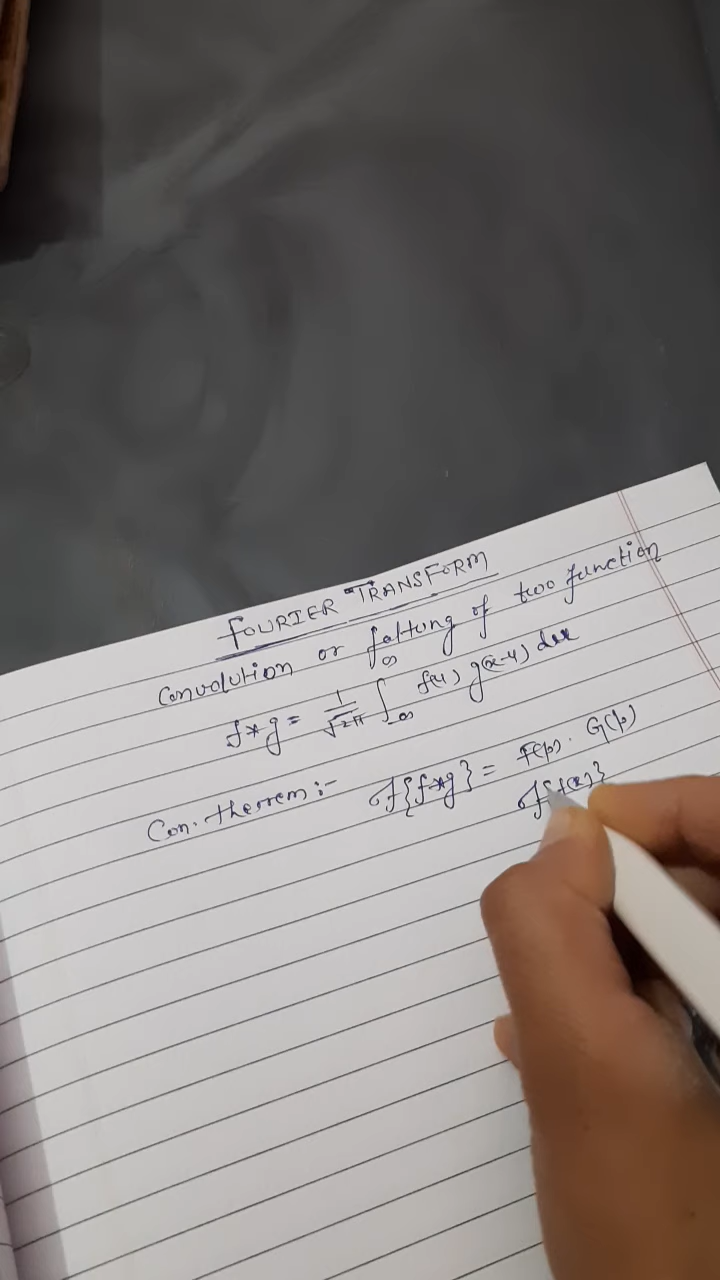 FOURIER TRANSFORM
Convolution or faltung of two function
f*g = 1/√2π ∫_-∞^∞ f(u) g(x-u) du
Con. theorem :- F{f*g} = F(p). G(p)
F{f(x)}